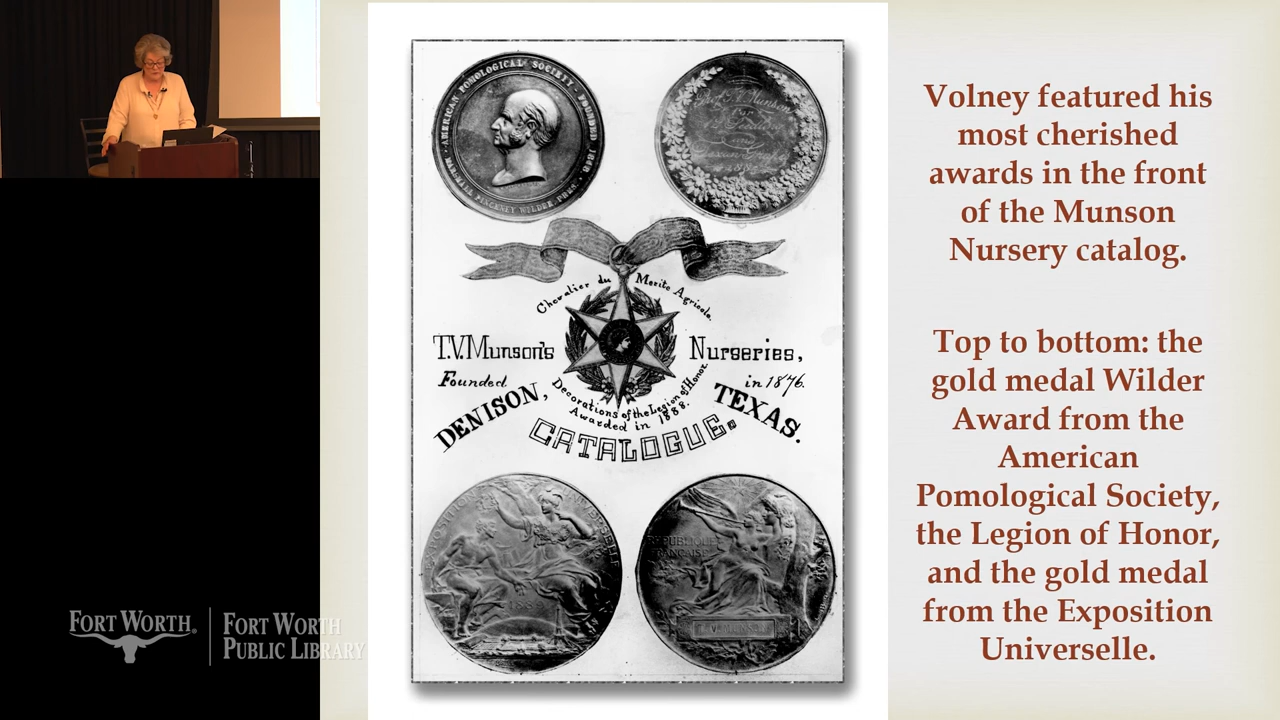 AMERICAN POMOLOGICAL SOCIETY · FOUNDED 1848 ·
PINCKNEY WILDER PRES.
Chevalier du Merite Agricole.
T.V. Munson's Nurseries,
Founded in 1876.
DENISON, TEXAS.
Decorations of the Legion of Honor
Awarded in 1888.
CATALOGUE.
REPUBLIQUE
FRANCAISE
Volney featured his
most cherished
awards in the front
of the Munson
Nursery catalog.
Top to bottom: the
gold medal Wilder
Award from the
American
Pomological Society,
the Legion of Honor,
and the gold medal
from the Exposition
Universelle.
FORT WORTH®
FORT WORTH
PUBLIC LIBRARY